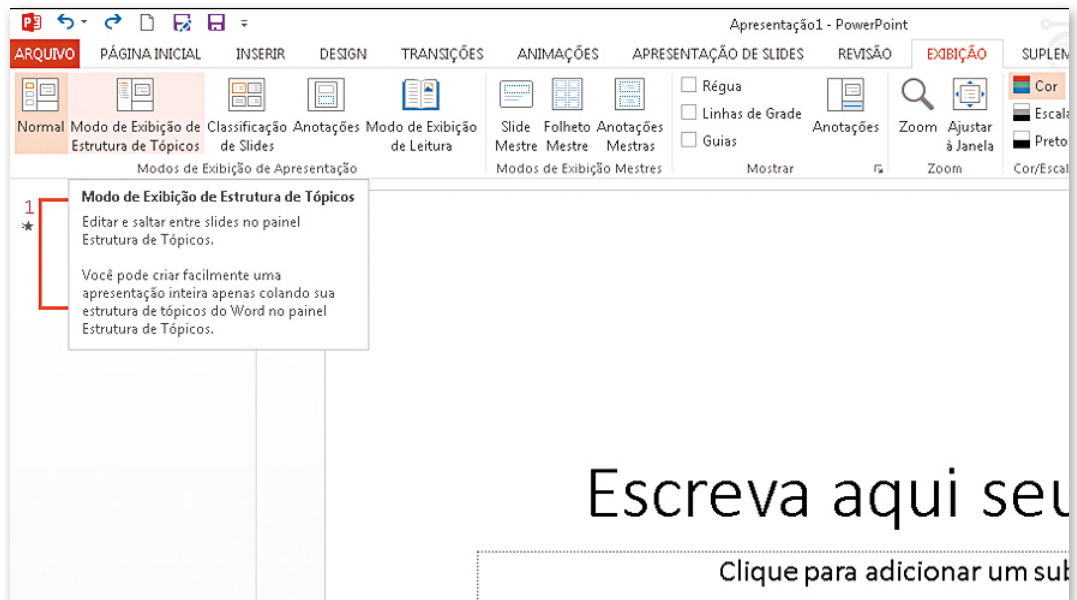 Apresentação1 - PowerPoint
ARQUIVO PÁGINA INICIAL INSERIR DESIGN TRANSIÇÕES ANIMAÇÕES APRESENTAÇÃO DE SLIDES REVISÃO EXIBIÇÃO SUPLEM
Normal
Modo de Exibição de
Estrutura de Tópicos
Classificação
de Slides
Anotações
Modo de Exibição
de Leitura
Modos de Exibição de Apresentação
Slide
Mestre
Folheto
Mestre
Anotações
Mestras
Modos de Exibição Mestres
Régua
Linhas de Grade
Guias
Anotações
Mostrar
Zoom
Ajustar
à Janela
Zoom
Cor
Escala
Preto
Cor/Escal
1
Modo de Exibição de Estrutura de Tópicos
Editar e saltar entre slides no painel
Estrutura de Tópicos.
Você pode criar facilmente uma
apresentação inteira apenas colando sua
estrutura de tópicos do Word no painel
Estrutura de Tópicos.
Escreva aqui seu
Clique para adicionar um sub